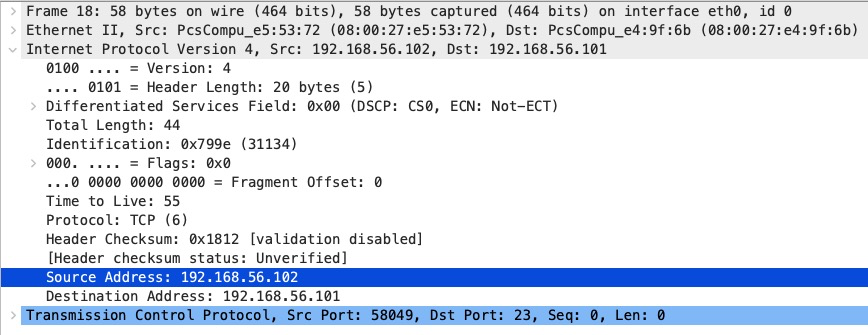 Frame 18: 58 bytes on wire (464 bits), 58 bytes captured (464 bits) on interface eth0, id 0
Ethernet II, Src: PcsCompu_e5:53:72 (08:00:27:e5:53:72), Dst: PcsCompu_e4:9f:6b (08:00:27:e4:9f:6b)
Internet Protocol Version 4, Src: 192.168.56.102, Dst: 192.168.56.101
0100 .... = Version: 4
.... 0101 = Header Length: 20 bytes (5)
Differentiated Services Field: 0x00 (DSCP: CS0, ECN: Not-ECT)
Total Length: 44
Identification: 0x799e (31134)
000. .... = Flags: 0x0
...0 0000 0000 0000 = Fragment Offset: 0
Time to Live: 55
Protocol: TCP (6)
Header Checksum: 0x1812 [validation disabled]
[Header checksum status: Unverified]
Source Address: 192.168.56.102
Destination Address: 192.168.56.101
Transmission Control Protocol, Src Port: 58049, Dst Port: 23, Seq: 0, Len: 0